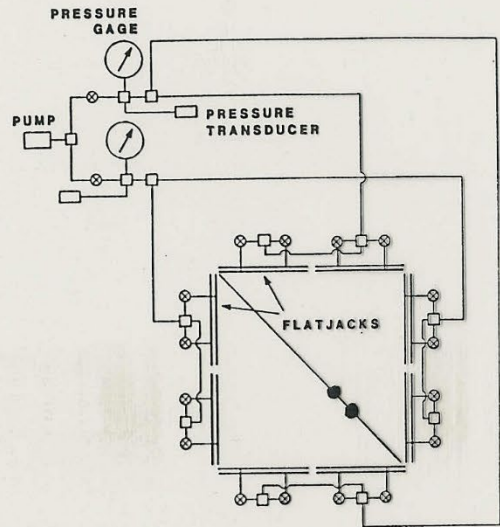 PRESSURE
GAGE
PUMP
PRESSURE
TRANSDUCER
FLATJACKS